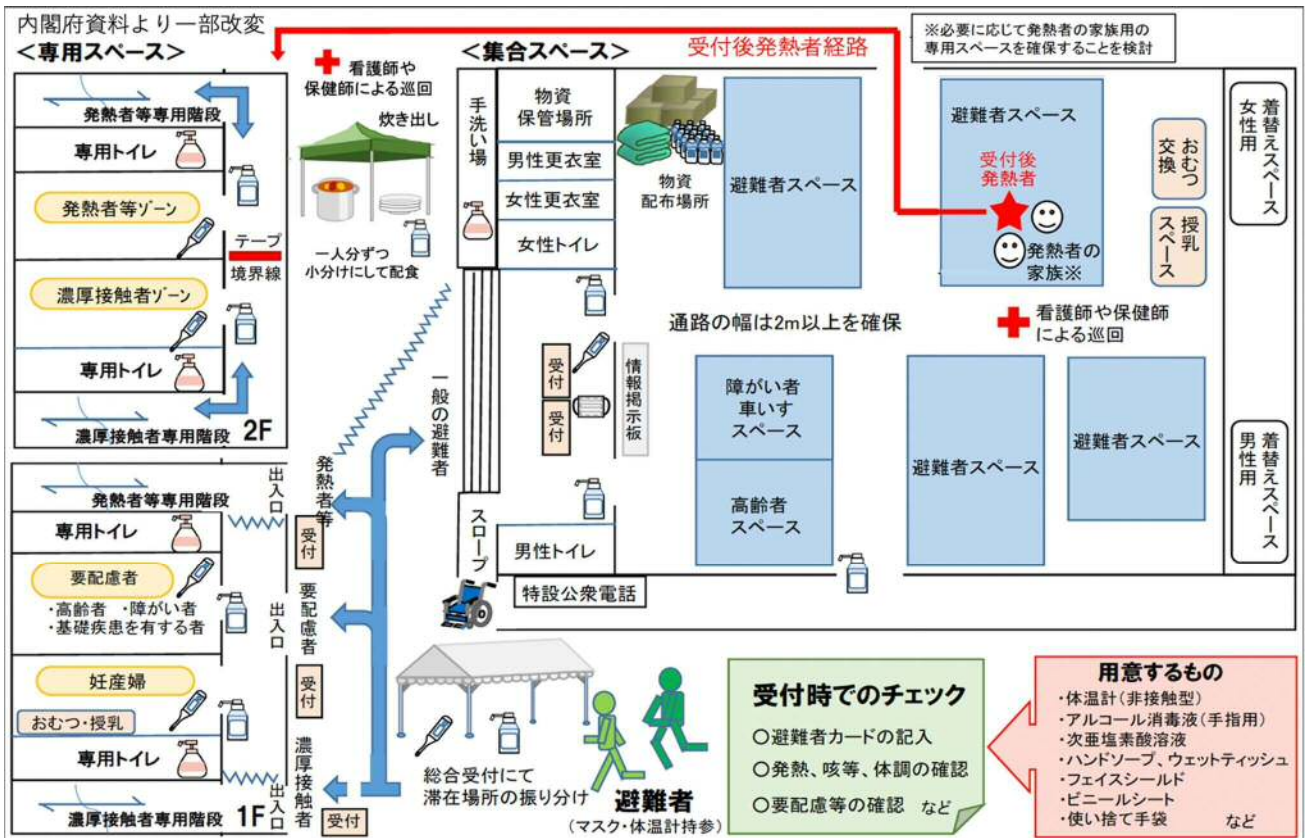 内閣府資料より一部改変
＜専用スペース＞
発熱者等専用階段
専用トイレ
発熱者等ゾーン
テープ
境界線
濃厚接触者ゾーン
専用トイレ
濃厚接触者専用階段
2F
看護師や
保健師による巡回
炊き出し
一人分ずつ
小分けにして配食
＜集合スペース＞
受付後発熱者経路
※必要に応じて発熱者の家族用の
専用スペースを確保することを検討
手洗い場
物資
保管場所
男性更衣室
女性更衣室
女性トイレ
物資
配布場所
避難者スペース
避難者スペース
受付後
発熱者
発熱者の
家族※
おむつ
交換
授乳
スペース
女性用
着替えスペース
通路の幅は2m以上を確保
看護師や保健師
による巡回
受付
受付
情報掲示板
障がい者
車いす
スペース
高齢者
スペース
避難者スペース
避難者スペース
男性用
着替えスペース
スロープ
男性トイレ
特設公衆電話
一般の避難者
発熱者等専用階段
出入口
発熱者等
専用トイレ
受付
要配慮者
・高齢者 ・障がい者
・基礎疾患を有する者
出入口
要配慮者
妊産婦
おむつ・授乳
受付
専用トイレ
濃厚接触者専用階段
1F
出入口
濃厚接触者
受付
総合受付にて
滞在場所の振り分け
避難者
(マスク・体温計持参)
受付時でのチェック
○避難者カードの記入
○発熱、咳等、体調の確認
○要配慮等の確認 など
用意するもの
・体温計(非接触型)
・アルコール消毒液(手指用)
・次亜塩素酸溶液
・ハンドソープ、ウェットティッシュ
・フェイスシールド
・ビニールシート
・使い捨て手袋 など